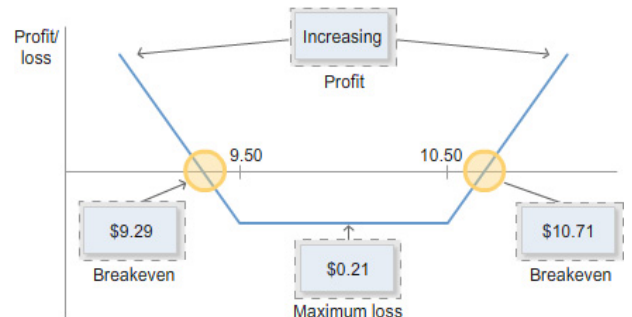 Profit/
loss
Increasing
Profit
9.50
10.50
$9.29
Breakeven
$0.21
Maximum loss
$10.71
Breakeven